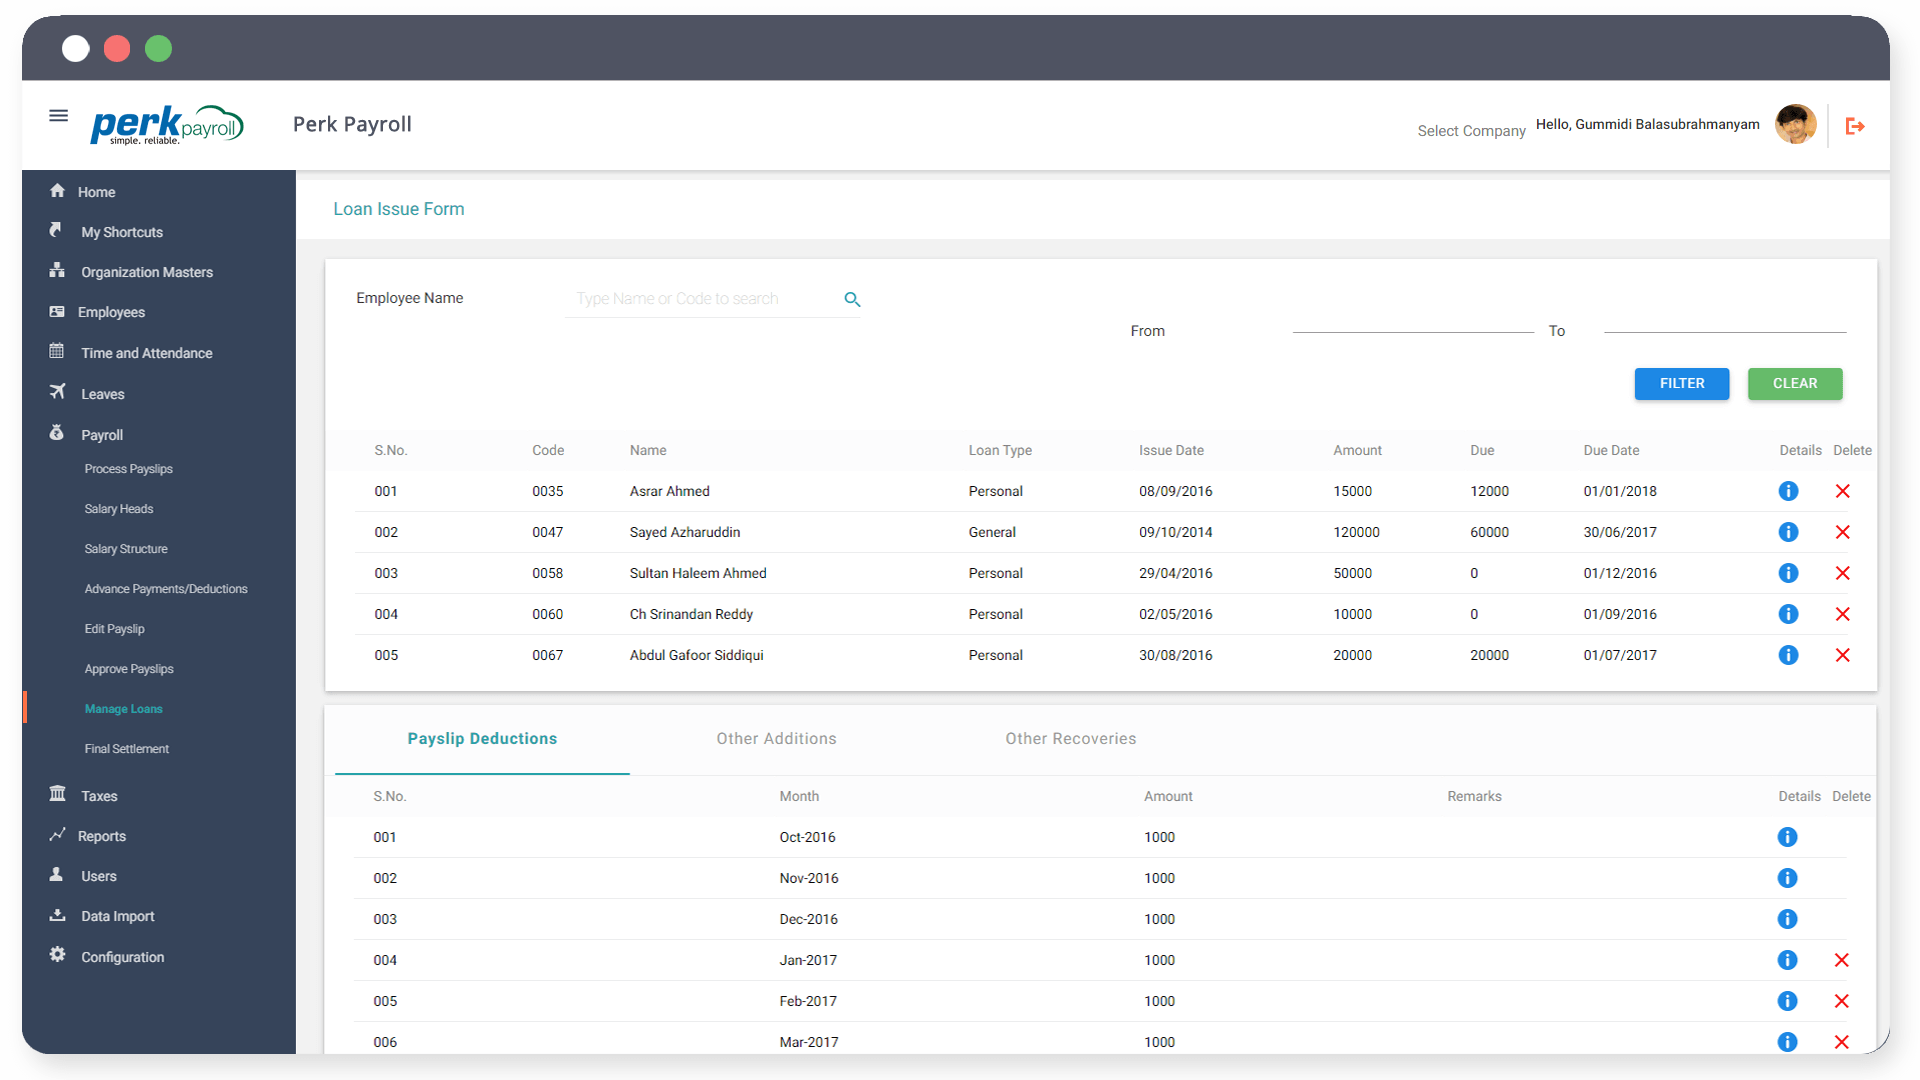 perk payroll
simple. reliable.
Perk Payroll
Select Company
Hello, Gummidi Balasubrahmanyam
Home
My Shortcuts
Organization Masters
Employees
Time and Attendance
Leaves
Payroll
Process Payslips
Salary Heads
Salary Structure
Advance Payments/Deductions
Edit Payslip
Approve Payslips
Manage Loans
Final Settlement
Taxes
Reports
Users
Data Import
Configuration
Loan Issue Form
Employee Name Type Name or Code to search
From To
FILTER CLEAR
S.No. Code Name Loan Type Issue Date Amount Due Due Date Details Delete
001 0035 Asrar Ahmed Personal 08/09/2016 15000 12000 01/01/2018
002 0047 Sayed Azharuddin General 09/10/2014 120000 60000 30/06/2017
003 0058 Sultan Haleem Ahmed Personal 29/04/2016 50000 0 01/12/2016
004 0060 Ch Srinandan Reddy Personal 02/05/2016 10000 0 01/09/2016
005 0067 Abdul Gafoor Siddiqui Personal 30/08/2016 20000 20000 01/07/2017
Payslip Deductions Other Additions Other Recoveries
S.No. Month Amount Remarks Details Delete
001 Oct-2016 1000
002 Nov-2016 1000
003 Dec-2016 1000
004 Jan-2017 1000
005 Feb-2017 1000
006 Mar-2017 1000